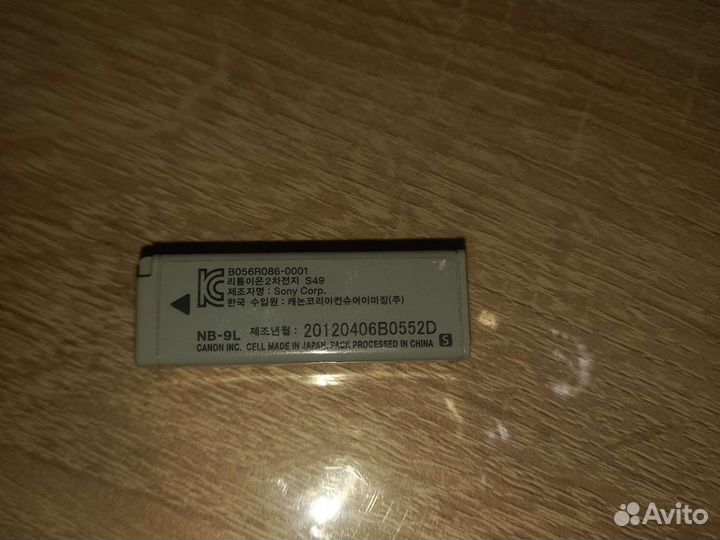 B056R086-0001
리튬이온2차전지 S49
제조자명 : Sony Corp.
한국 수입원 : 캐논코리아컨슈머이미징(주)
NB-9L 제조년월 : 20120406B0552D
CANON INC. CELL MADE IN JAPAN, PACK PROCESSED IN CHINA S
Avito